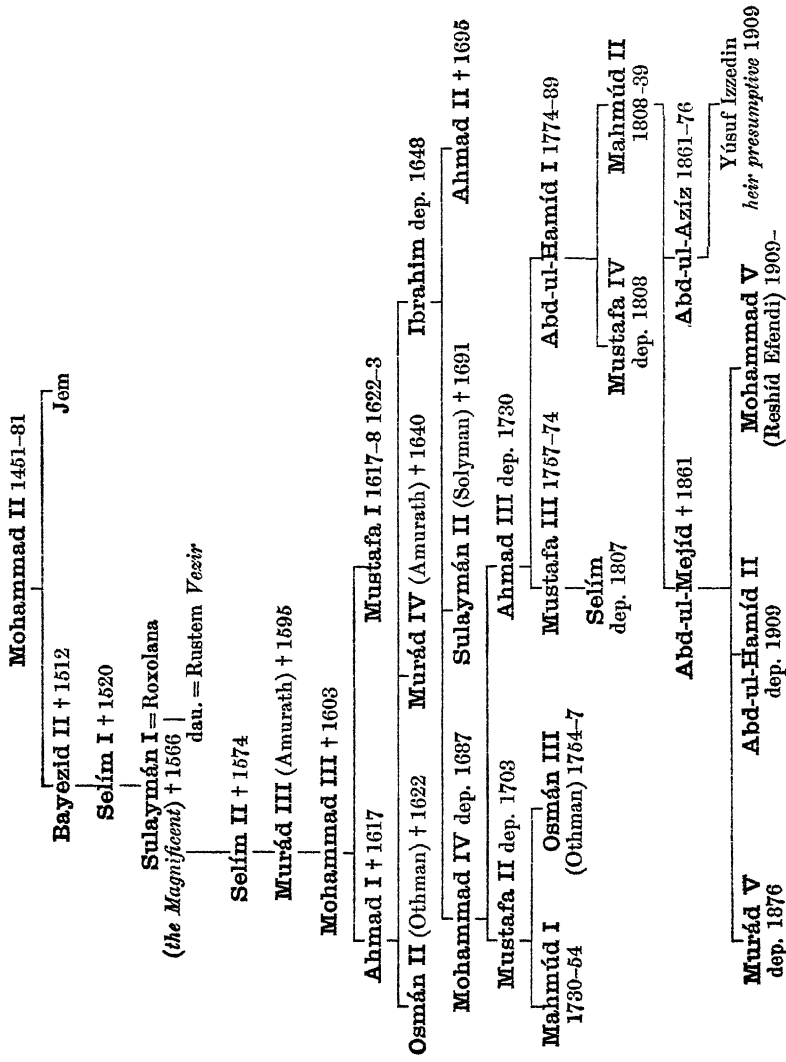 Mohammad II 1451–81
Bayezid II † 1512
Jem
Selím I † 1520
Sulaymán I = Roxolana
(the Magnificent) † 1566
dau. = Rustem Vezir
Selím II † 1574
Murád III (Amurath) † 1595
Mohammad III † 1603
Ahmad I † 1617
Mustafa I 1617–8 1622–3
Osmán II (Othman) † 1622
Murád IV (Amurath) † 1640
Ibrahim dep. 1648
Mohammad IV dep. 1687
Sulaymán II (Solyman) † 1691
Ahmad II † 1695
Mustafa II dep. 1703
Ahmad III dep. 1730
Mahmúd I
1730–54
Osmán III
(Othman) 1754–7
Mustafa III 1757–74
Abd-ul-Hamíd I 1774–89
Selím
dep. 1807
Mustafa IV
dep. 1808
Mahmúd II
1808–39
Abd-ul-Mejíd † 1861
Abd-ul-Azíz 1861–76
Murád V
dep. 1876
Abd-ul-Hamíd II
dep. 1909
Mohammad V
(Reshíd Efendi) 1909–
Yúsuf Izzedin
heir presumptive 1909